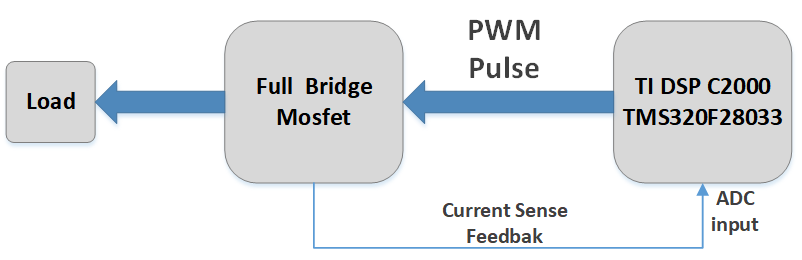 PWM
Pulse
Load
Full Bridge
Mosfet
TI DSP C2000
TMS320F28033
Current Sense
Feedbak
ADC
input